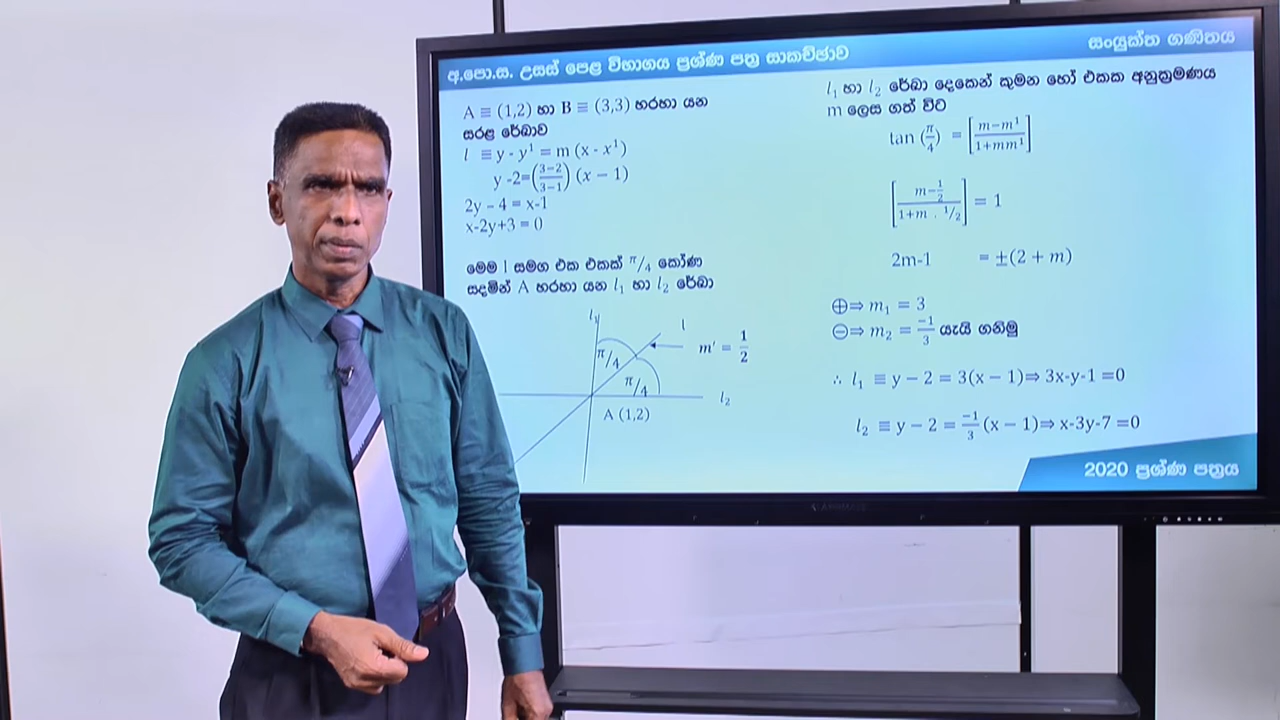 අ.පො.ස. උසස් පෙළ විභාගය ප්‍රශ්ණ පත්‍ර සාකච්ඡාව
සංයුක්ත ගණිතය
A ≡ (1,2) හා B ≡ (3,3) හරහා යන
සරළ රේඛාව
l ≡ y - y¹ = m (x - x¹)
y -2=((3−2)/(3−1)) (x − 1)
2y – 4 = x-1
x-2y+3 = 0
මෙම l සමග එක එකක් π/4 කෝණ
සදමින් A හරහා යන l₁ හා l₂ රේඛා
l₁
l
π/4
m′ = 1/2
π/4
l₂
A (1,2)
l₁ හා l₂ රේඛා දෙකෙන් කුමන හෝ එකක අනුක්‍රමණය
m ලෙස ගත් විට
tan (π/4) = [(m−m¹)/(1+mm¹)]
[(m−1/2)/(1+m . 1/2)] = 1
2m-1 = ±(2 + m)
⊕⇒ m₁ = 3
⊖⇒ m₂ = −1/3 යැයි ගනිමු
∴ l₁ ≡ y − 2 = 3(x − 1)⇒ 3x-y-1 =0
l₂ ≡ y − 2 = −1/3 (x − 1)⇒ x-3y-7 =0
2020 ප්‍රශ්ණ පත්‍රය